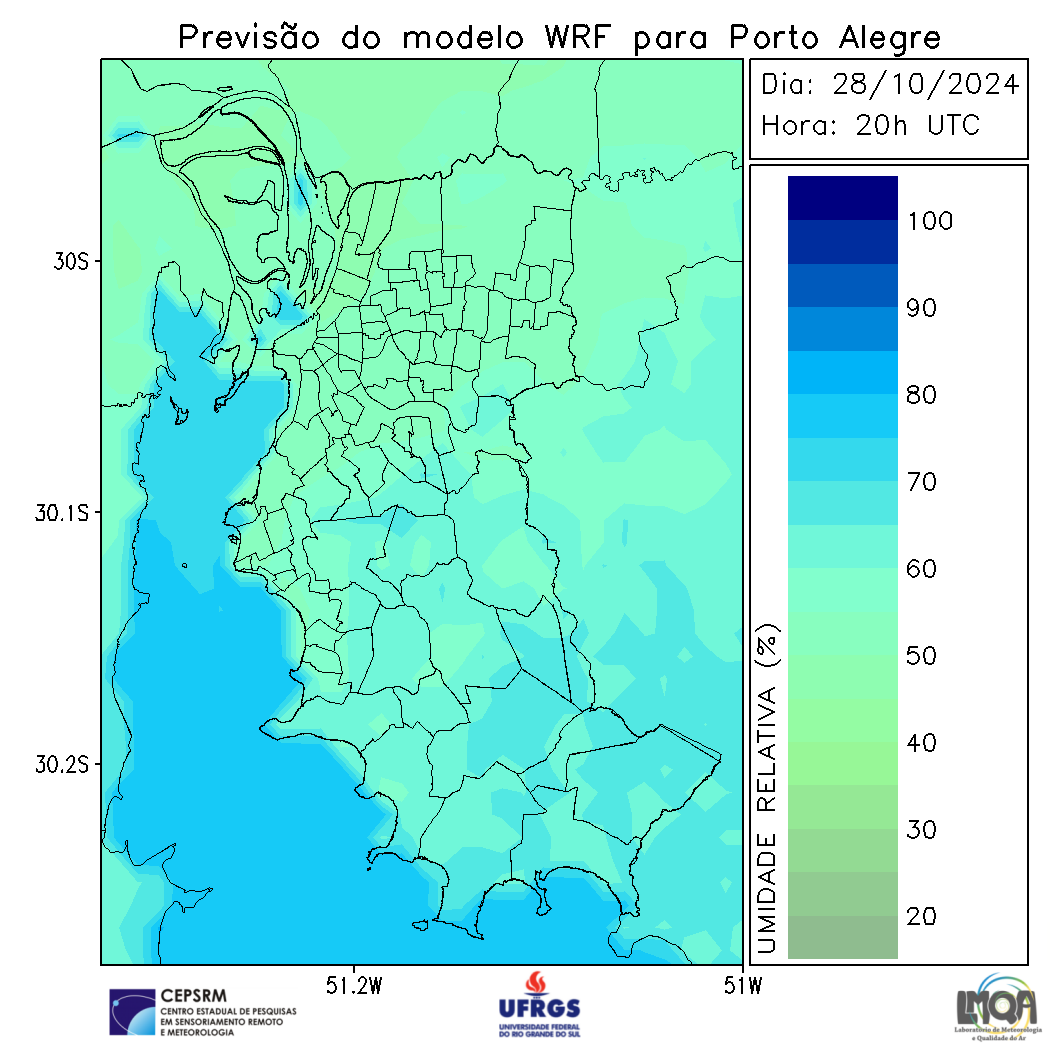 Previsão do modelo WRF para Porto Alegre
Dia: 28/10/2024
Hora: 20h UTC
30S
30.1S
30.2S
51.2W
51W
UMIDADE RELATIVA (%)
100
90
80
70
60
50
40
30
20
CEPSRM
CENTRO ESTADUAL DE PESQUISAS
EM SENSORIAMENTO REMOTO
E METEOROLOGIA
UFRGS
UNIVERSIDADE FEDERAL
DO RIO GRANDE DO SUL
LMQA
Laboratório de Meteorologia
e Qualidade do Ar